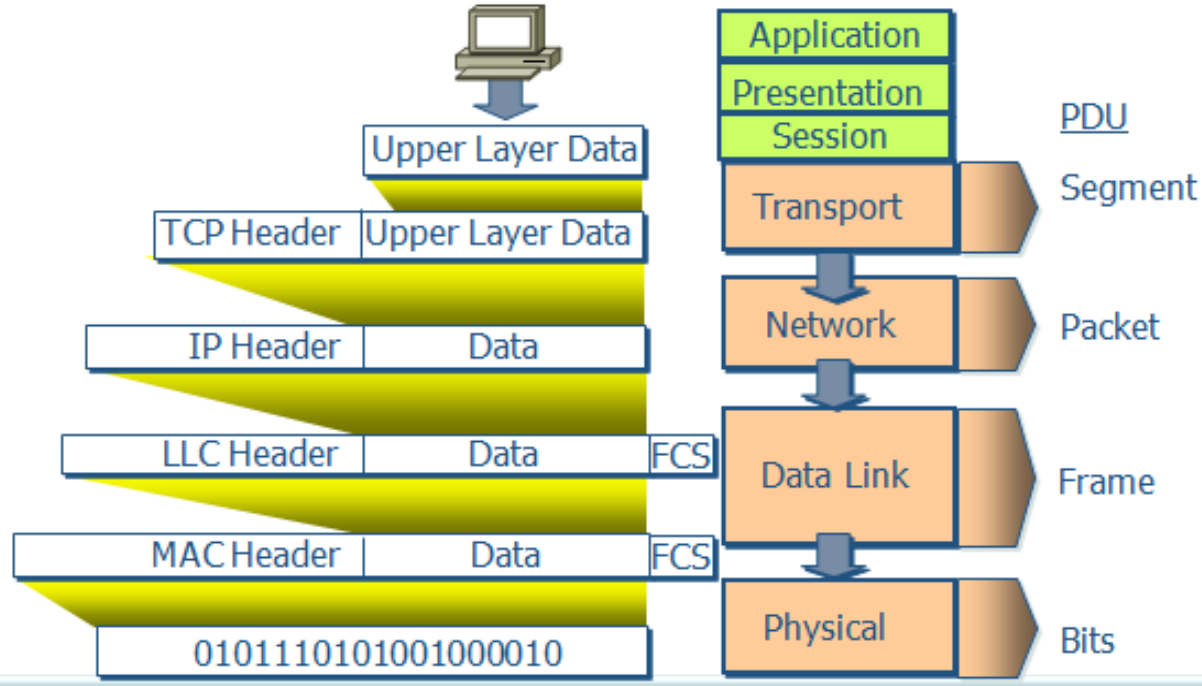 Upper Layer Data
TCP Header Upper Layer Data
IP Header Data
LLC Header Data FCS
MAC Header Data FCS
0101110101001000010
Application
Presentation
Session
Transport
Network
Data Link
Physical
PDU
Segment
Packet
Frame
Bits